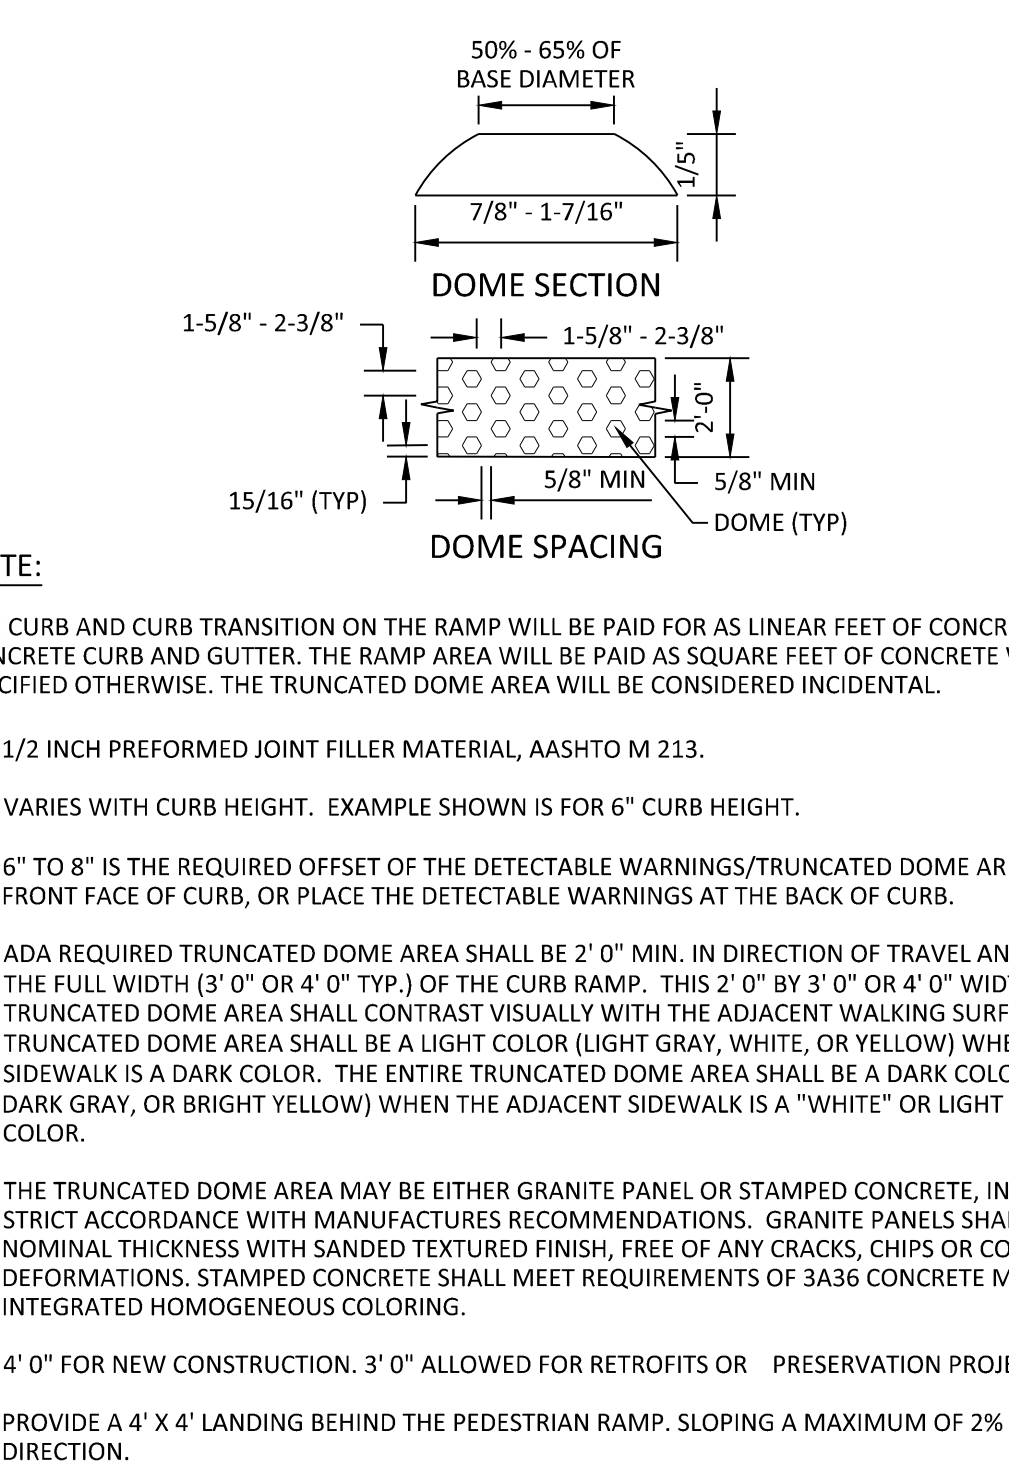 50% - 65% OF
BASE DIAMETER
1/5"
7/8" - 1-7/16"
DOME SECTION
1-5/8" - 2-3/8"
1-5/8" - 2-3/8"
2'-0"
5/8" MIN
5/8" MIN
15/16" (TYP)
DOME (TYP)
DOME SPACING
TE:
CURB AND CURB TRANSITION ON THE RAMP WILL BE PAID FOR AS LINEAR FEET OF CONCR
NCRETE CURB AND GUTTER. THE RAMP AREA WILL BE PAID AS SQUARE FEET OF CONCRETE
CIFIED OTHERWISE. THE TRUNCATED DOME AREA WILL BE CONSIDERED INCIDENTAL.
1/2 INCH PREFORMED JOINT FILLER MATERIAL, AASHTO M 213.
VARIES WITH CURB HEIGHT. EXAMPLE SHOWN IS FOR 6" CURB HEIGHT.
6" TO 8" IS THE REQUIRED OFFSET OF THE DETECTABLE WARNINGS/TRUNCATED DOME AR
FRONT FACE OF CURB, OR PLACE THE DETECTABLE WARNINGS AT THE BACK OF CURB.
ADA REQUIRED TRUNCATED DOME AREA SHALL BE 2' 0" MIN. IN DIRECTION OF TRAVEL AN
THE FULL WIDTH (3' 0" OR 4' 0" TYP.) OF THE CURB RAMP. THIS 2' 0" BY 3' 0" OR 4' 0" WID
TRUNCATED DOME AREA SHALL CONTRAST VISUALLY WITH THE ADJACENT WALKING SURF
TRUNCATED DOME AREA SHALL BE A LIGHT COLOR (LIGHT GRAY, WHITE, OR YELLOW) WHE
SIDEWALK IS A DARK COLOR. THE ENTIRE TRUNCATED DOME AREA SHALL BE A DARK COLO
DARK GRAY, OR BRIGHT YELLOW) WHEN THE ADJACENT SIDEWALK IS A "WHITE" OR LIGHT
COLOR.
THE TRUNCATED DOME AREA MAY BE EITHER GRANITE PANEL OR STAMPED CONCRETE, IN
STRICT ACCORDANCE WITH MANUFACTURES RECOMMENDATIONS. GRANITE PANELS SHA
NOMINAL THICKNESS WITH SANDED TEXTURED FINISH, FREE OF ANY CRACKS, CHIPS OR CO
DEFORMATIONS. STAMPED CONCRETE SHALL MEET REQUIREMENTS OF 3A36 CONCRETE M
INTEGRATED HOMOGENEOUS COLORING.
4' 0" FOR NEW CONSTRUCTION. 3' 0" ALLOWED FOR RETROFITS OR PRESERVATION PROJE
PROVIDE A 4' X 4' LANDING BEHIND THE PEDESTRIAN RAMP. SLOPING A MAXIMUM OF 2%
DIRECTION.